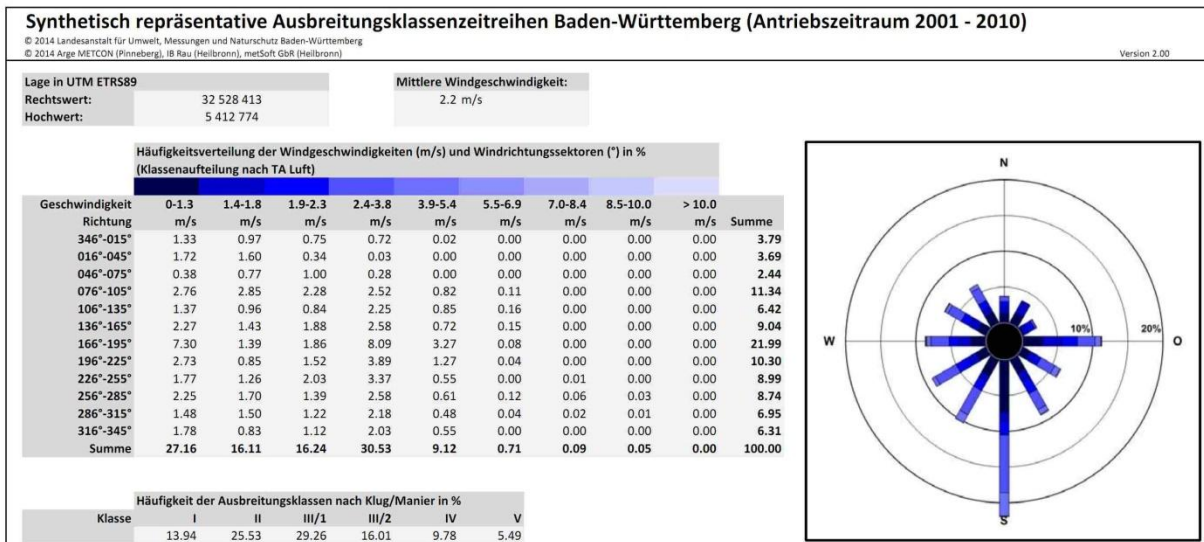 Synthetisch repräsentative Ausbreitungsklassenzeitreihen Baden-Württemberg (Antriebszeitraum 2001 - 2010)
© 2014 Landesanstalt für Umwelt, Messungen und Naturschutz Baden-Württemberg
© 2014 Arge METCON (Pinneberg), IB Rau (Heilbronn), metSoft GbR (Heilbronn) Version 2.00
Lage in UTM ETRS89 Mittlere Windgeschwindigkeit:
Rechtswert: 32 528 413 2.2 m/s
Hochwert: 5 412 774
Häufigkeitsverteilung der Windgeschwindigkeiten (m/s) und Windrichtungssektoren (°) in %
(Klassenaufteilung nach TA Luft)
Geschwindigkeit 0-1.3 1.4-1.8 1.9-2.3 2.4-3.8 3.9-5.4 5.5-6.9 7.0-8.4 8.5-10.0 > 10.0
Richtung m/s m/s m/s m/s m/s m/s m/s m/s m/s Summe
346°-015° 1.33 0.97 0.75 0.72 0.02 0.00 0.00 0.00 0.00 3.79
016°-045° 1.72 1.60 0.34 0.03 0.00 0.00 0.00 0.00 0.00 3.69
046°-075° 0.38 0.77 1.00 0.28 0.00 0.00 0.00 0.00 0.00 2.44
076°-105° 2.76 2.85 2.28 2.52 0.82 0.11 0.00 0.00 0.00 11.34
106°-135° 1.37 0.96 0.84 2.25 0.85 0.16 0.00 0.00 0.00 6.42
136°-165° 2.27 1.43 1.88 2.58 0.72 0.15 0.00 0.00 0.00 9.04
166°-195° 7.30 1.39 1.86 8.09 3.27 0.08 0.00 0.00 0.00 21.99
196°-225° 2.73 0.85 1.52 3.89 1.27 0.04 0.00 0.00 0.00 10.30
226°-255° 1.77 1.26 2.03 3.37 0.55 0.00 0.01 0.00 0.00 8.99
256°-285° 2.25 1.70 1.39 2.58 0.61 0.12 0.06 0.03 0.00 8.74
286°-315° 1.48 1.50 1.22 2.18 0.48 0.04 0.02 0.01 0.00 6.95
316°-345° 1.78 0.83 1.12 2.03 0.55 0.00 0.00 0.00 0.00 6.31
Summe 27.16 16.11 16.24 30.53 9.12 0.71 0.09 0.05 0.00 100.00
Häufigkeit der Ausbreitungsklassen nach Klug/Manier in %
Klasse I II III/1 III/2 IV V
13.94 25.53 29.26 16.01 9.78 5.49
N
10% 20%
W O
S